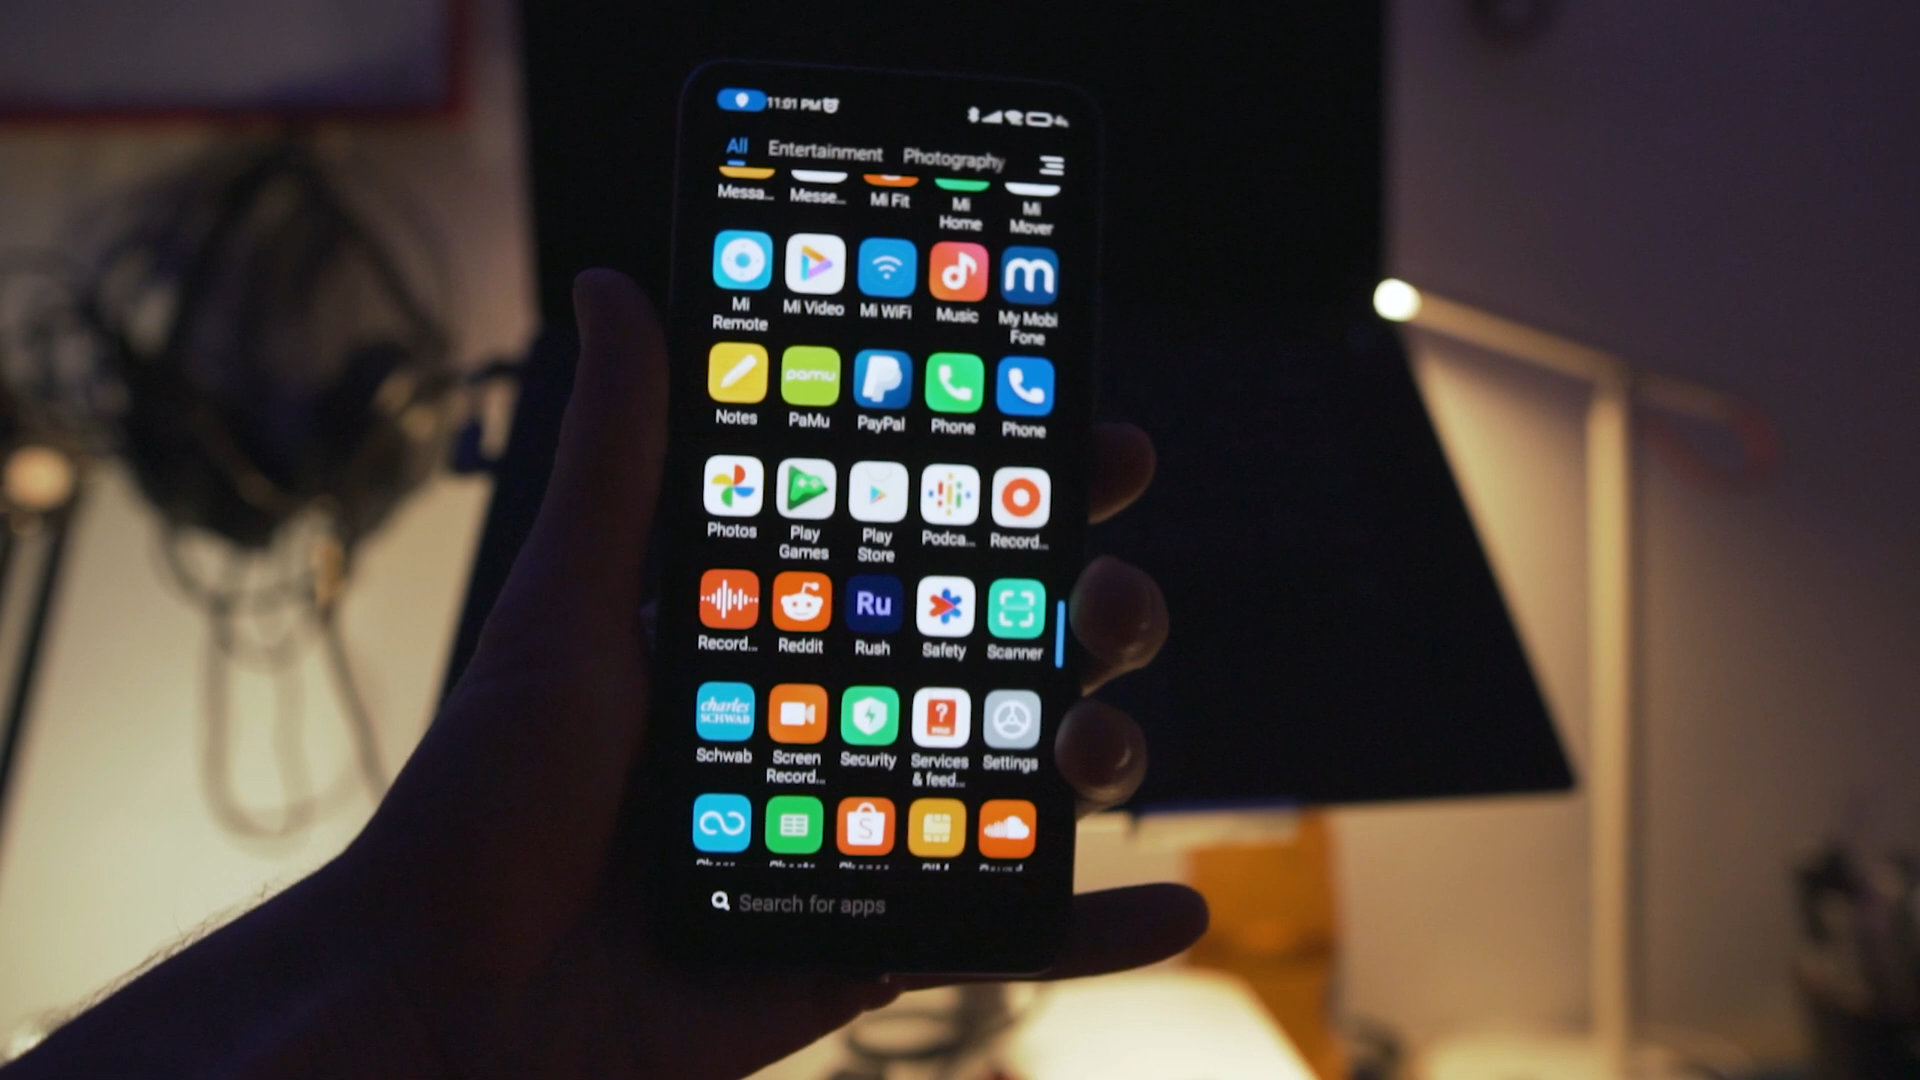 11:01 PM
All Entertainment Photography
Messa... Messe... Mi Fit Mi Home Mi Mover
m
Mi Remote Mi Video Mi WiFi Music My Mobi Fone
pamu
Notes PaMu PayPal Phone Phone
Photos Play Games Play Store Podca... Record...
Ru
Record... Reddit Rush Safety Scanner
charles SCHWAB ?
Schwab Screen Record... Security Services & feed... Settings
S
Search for apps